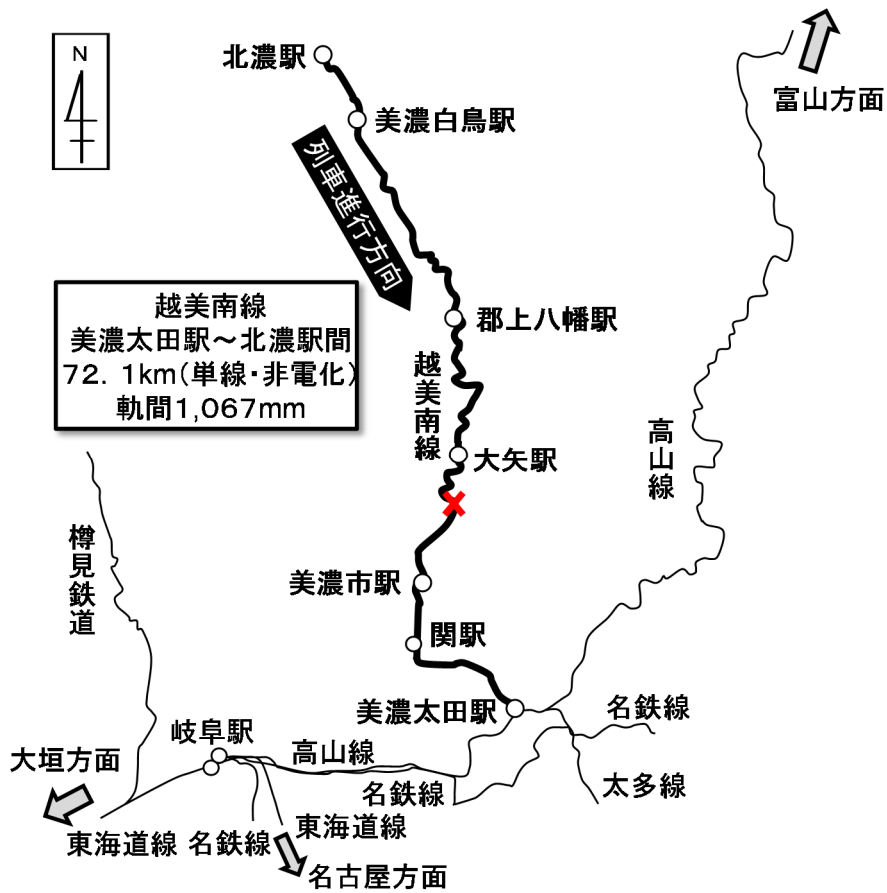 N
北濃駅
富山方面
美濃白鳥駅
列車進行方向
越美南線
美濃太田駅～北濃駅間
72．1km（単線・非電化）
軌間1,067mm
郡上八幡駅
越美南線
大矢駅
高山線
樽見鉄道
美濃市駅
関駅
美濃太田駅
名鉄線
岐阜駅
高山線
大垣方面
名鉄線
太多線
東海道線
名鉄線
東海道線
名古屋方面